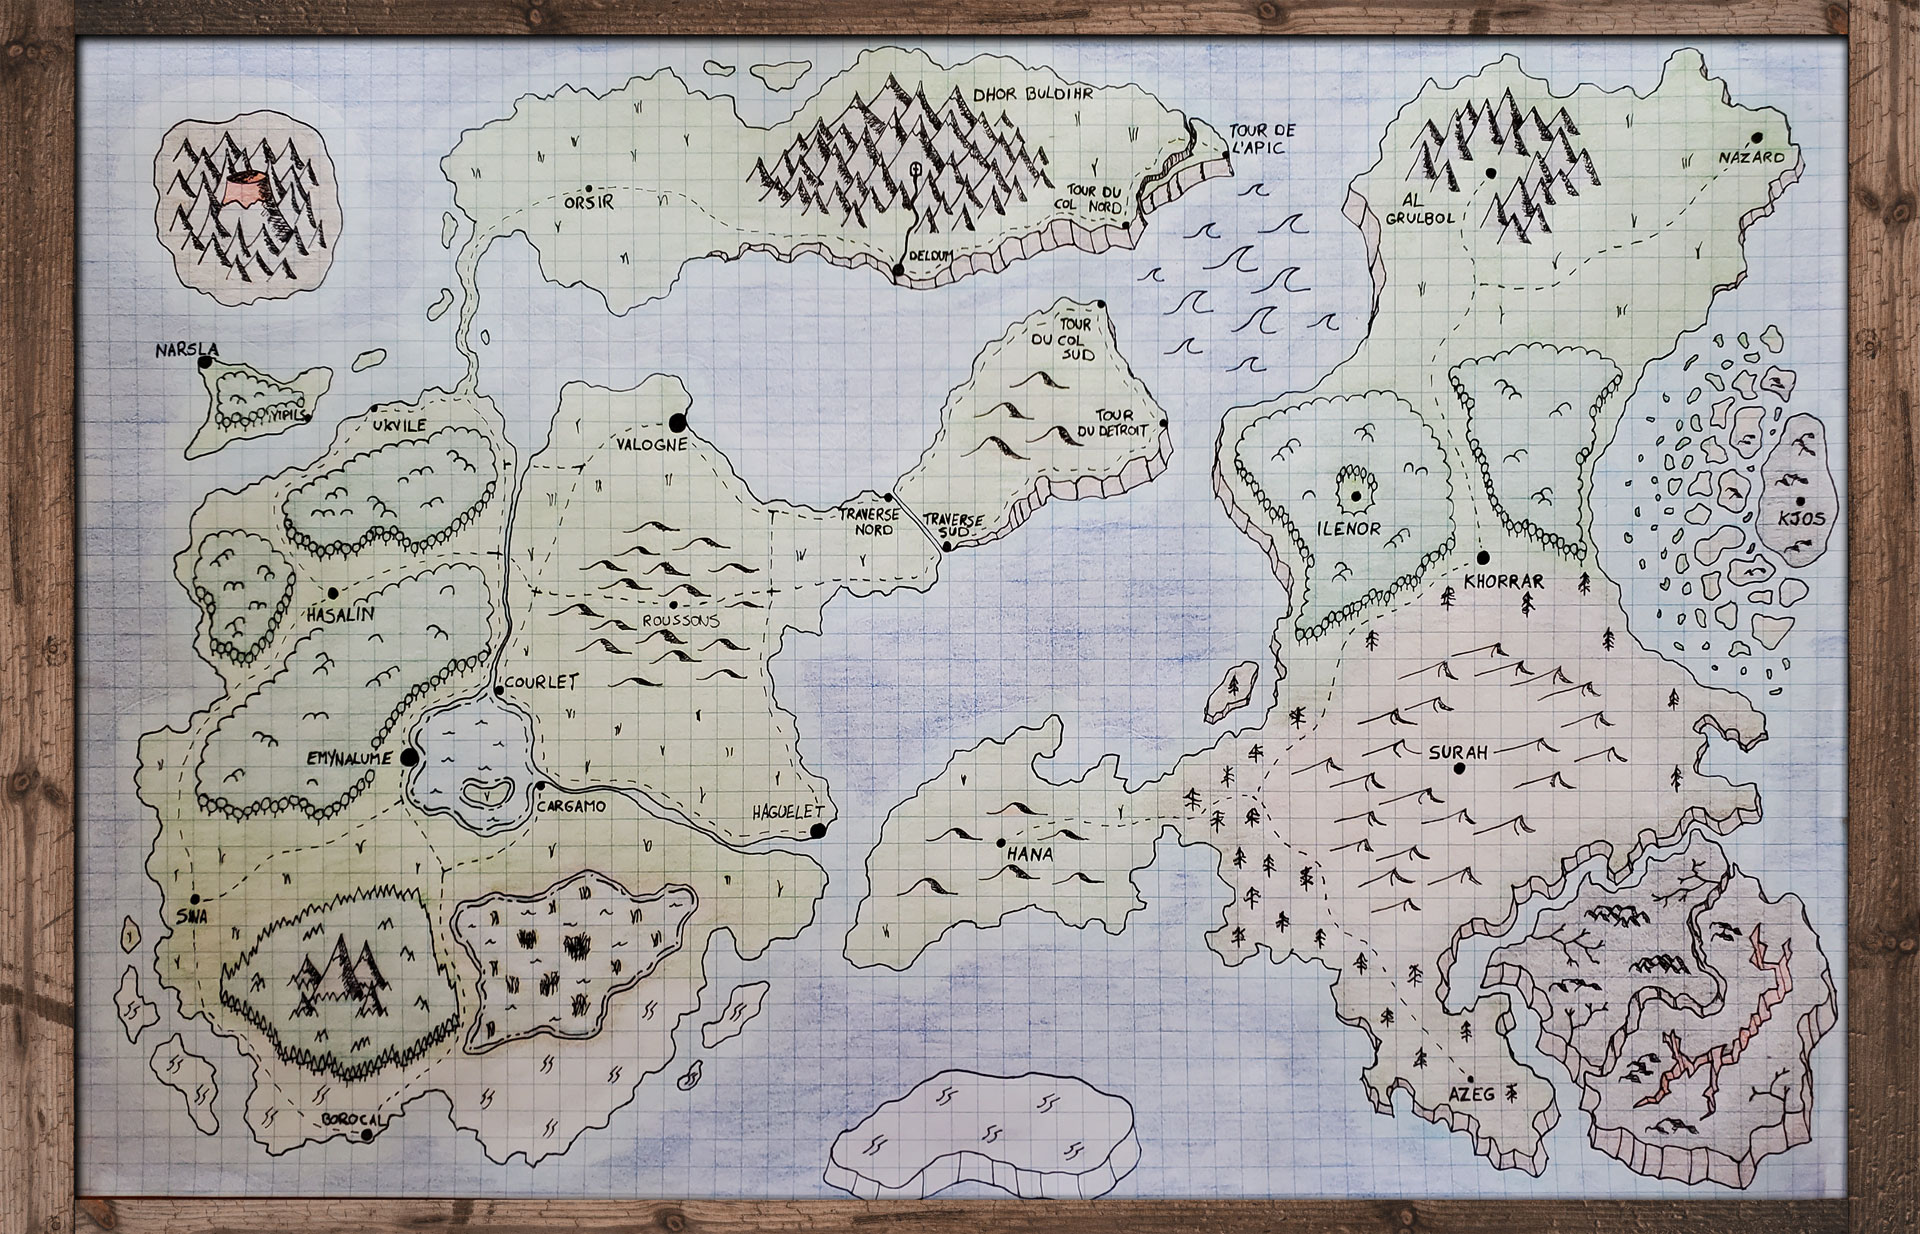 DHOR BULDIHR
TOUR DE
L'APIC
NAZARD
ORSIR
TOUR DU
COL NORD
AL
GRULBOL
DELDUM
NARSLA
TOUR
DU COL
SUD
YIPILS
UKVILE
VALOGNE
TOUR
DU DETROIT
TRAVERSE
NORD
TRAVERSE
SUD
ILENOR
KJOS
KHORRAR
HASALIN
ROUSSONS
COURLET
EMYNALUME
SURAH
CARGAMO
HAGUELET
HANA
SWA
AZEG
BOROCAL